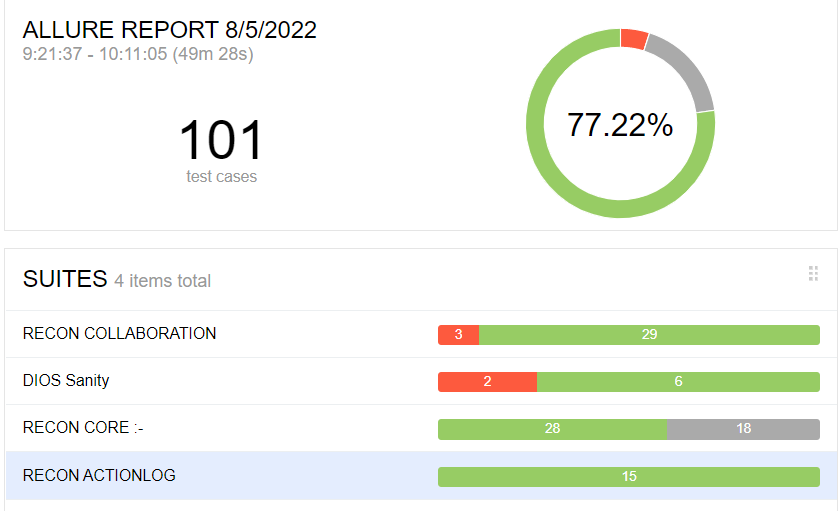 ALLURE REPORT 8/5/2022
9:21:37 - 10:11:05 (49m 28s)
101
test cases
77.22%
SUITES 4 items total
RECON COLLABORATION
3 29
DIOS Sanity
2 6
RECON CORE :-
28 18
RECON ACTIONLOG
15